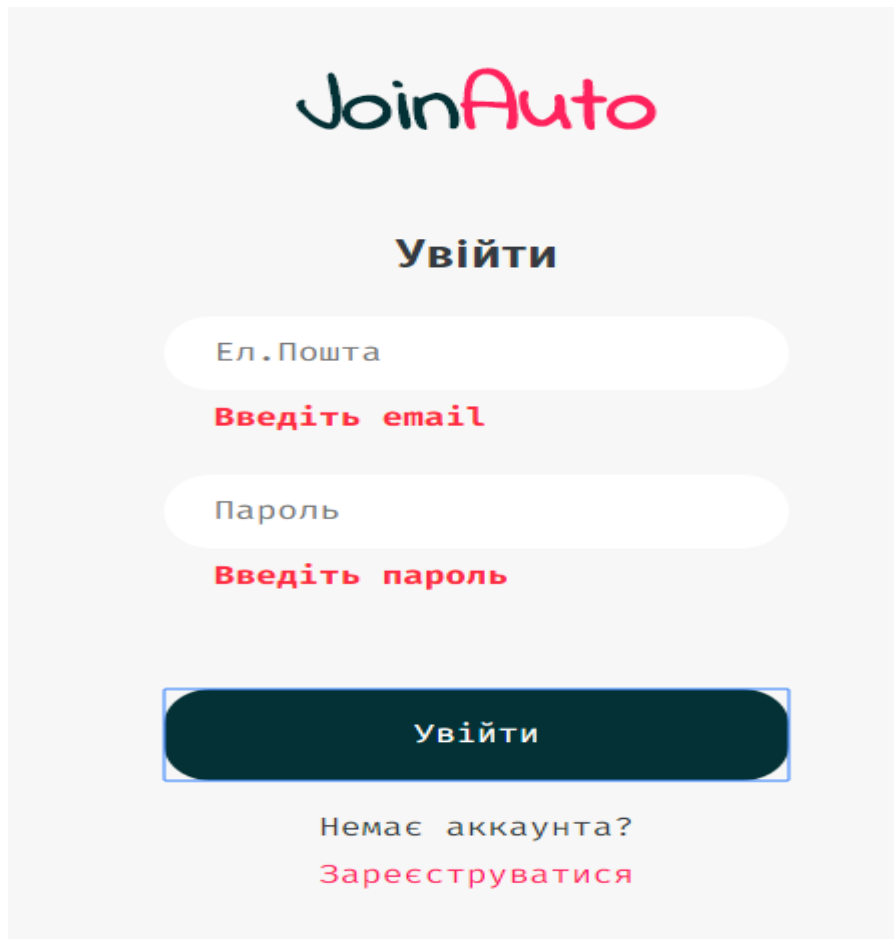 JoinAuto
Увійти
Ел.Пошта
Введіть email
Пароль
Введіть пароль
Увійти
Немає аккаунта?
Зареєструватися